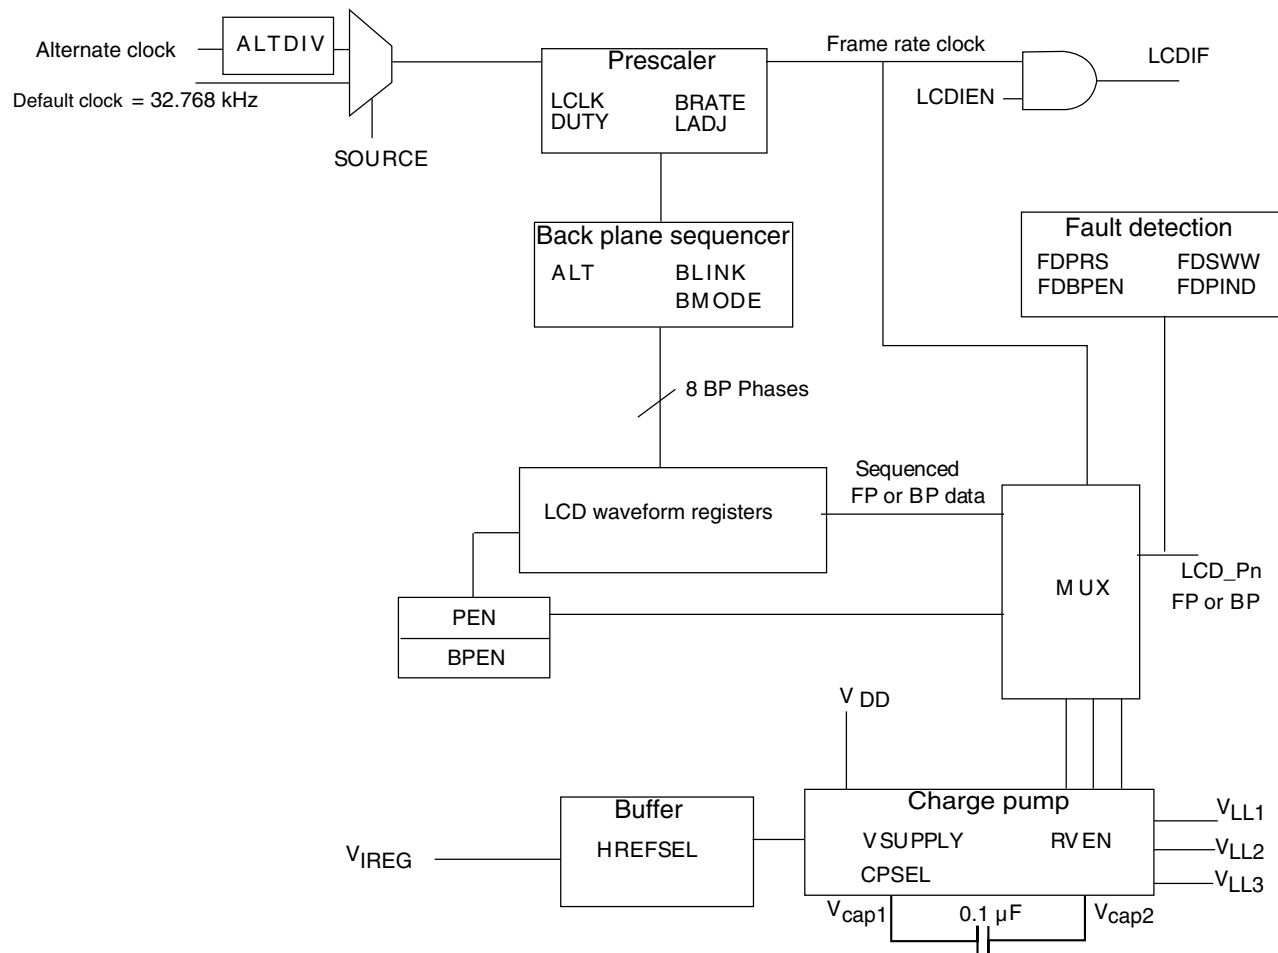 Alternate clock
ALTDIV
Default clock = 32.768 kHz
SOURCE
Prescaler
LCLK BRATE
DUTY LADJ
Frame rate clock
LCDIEN
LCDIF
Back plane sequencer
ALT BLINK
BMODE
Fault detection
FDPRS FDSWW
FDBPEN FDPIND
8 BP Phases
LCD waveform registers
Sequenced
FP or BP data
MUX
LCD_Pn
FP or BP
PEN
BPEN
VDD
Buffer
HREFSEL
VIREG
Charge pump
VSUPPLY RVEN
CPSEL
VLL1
VLL2
VLL3
Vcap1
0.1 µF
Vcap2